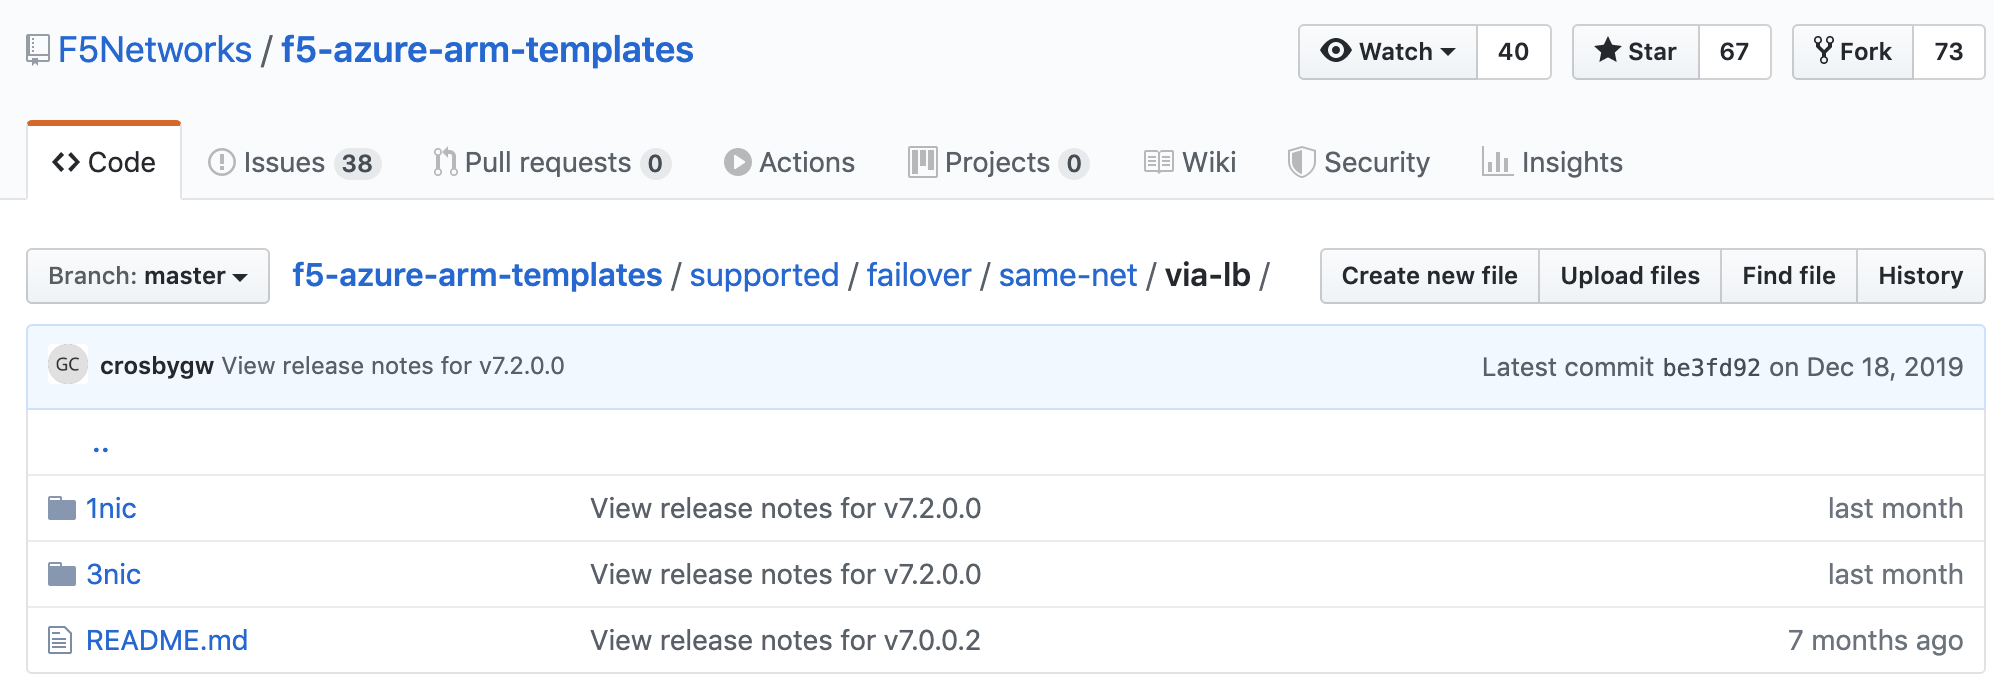 F5Networks / f5-azure-arm-templates
Watch 40 Star 67 Fork 73
Code Issues 38 Pull requests 0 Actions Projects 0 Wiki Security Insights
Branch: master f5-azure-arm-templates / supported / failover / same-net / via-lb / Create new file Upload files Find file History
GC crosbygw View release notes for v7.2.0.0 Latest commit be3fd92 on Dec 18, 2019
..
1nic View release notes for v7.2.0.0 last month
3nic View release notes for v7.2.0.0 last month
README.md View release notes for v7.0.0.2 7 months ago